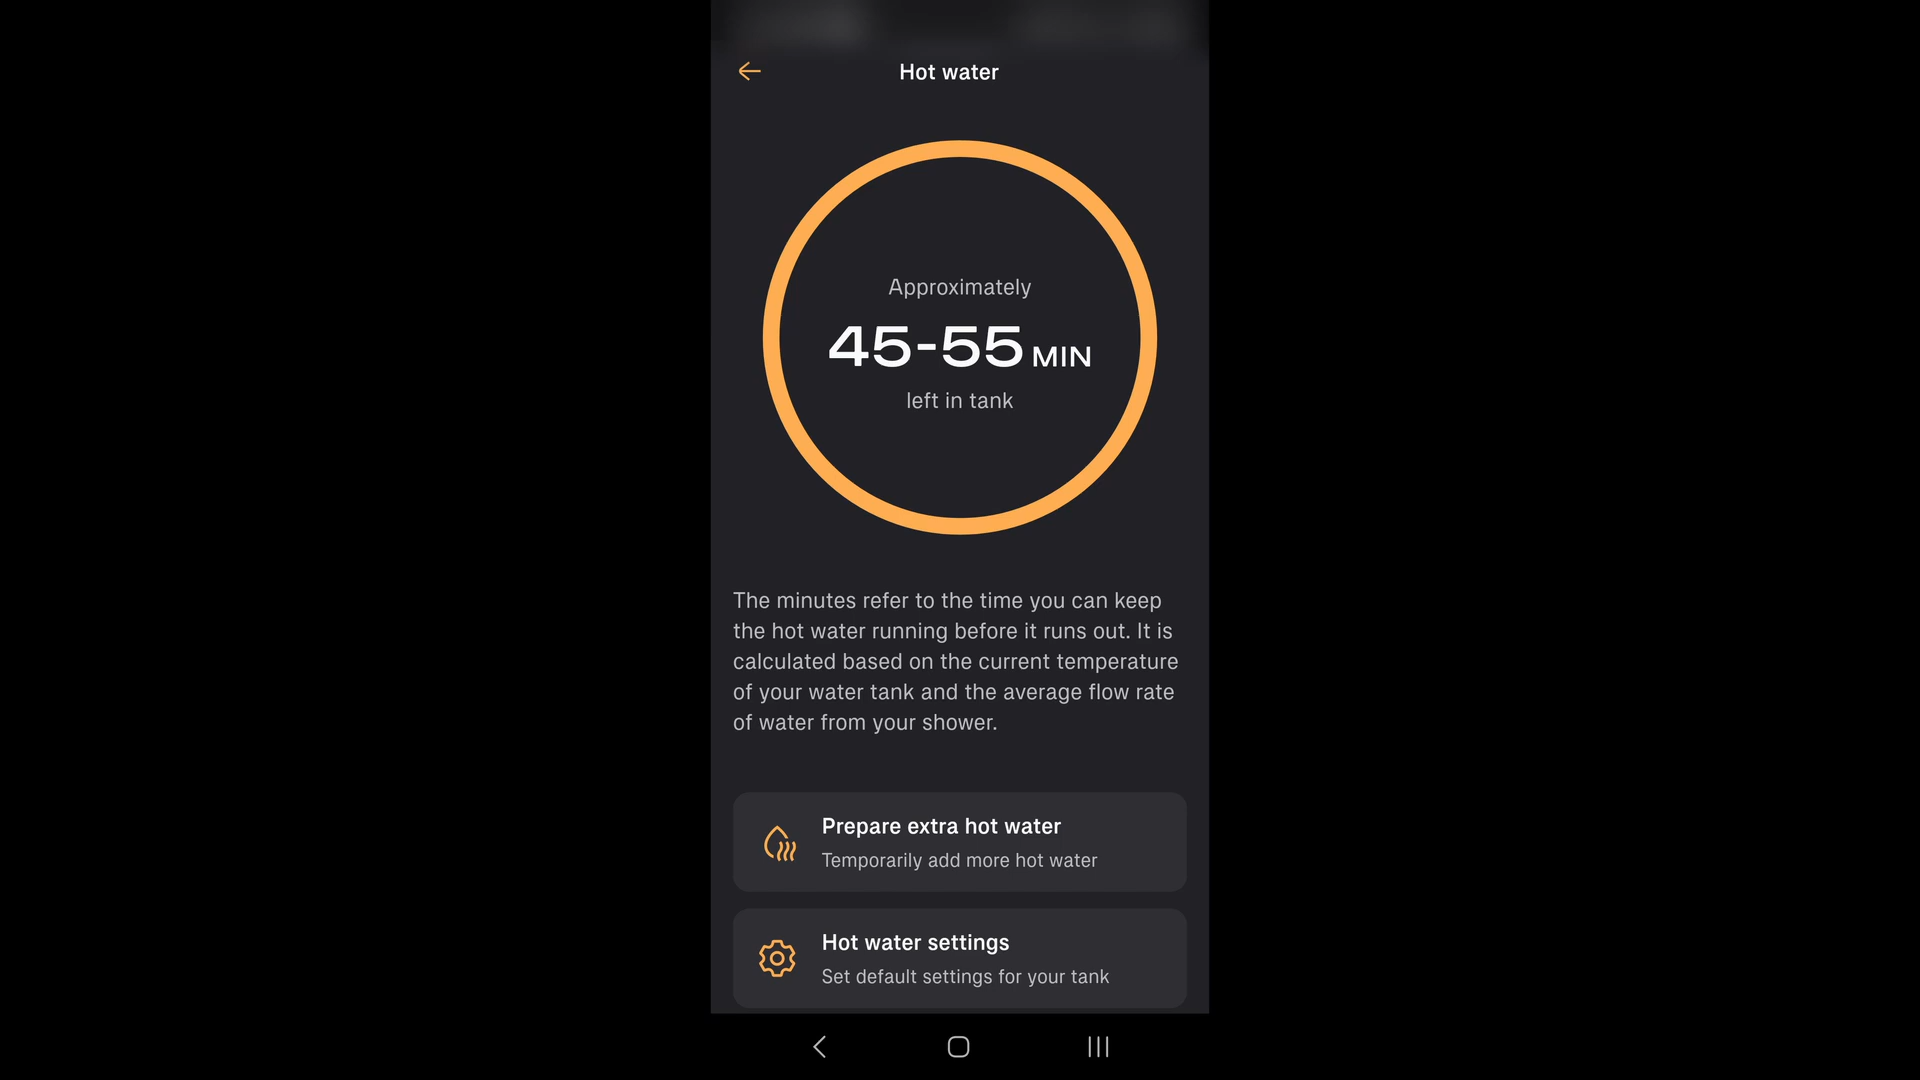 Hot water
Approximately
45-55 MIN
left in tank
The minutes refer to the time you can keep
the hot water running before it runs out. It is
calculated based on the current temperature
of your water tank and the average flow rate
of water from your shower.
Prepare extra hot water
Temporarily add more hot water
Hot water settings
Set default settings for your tank